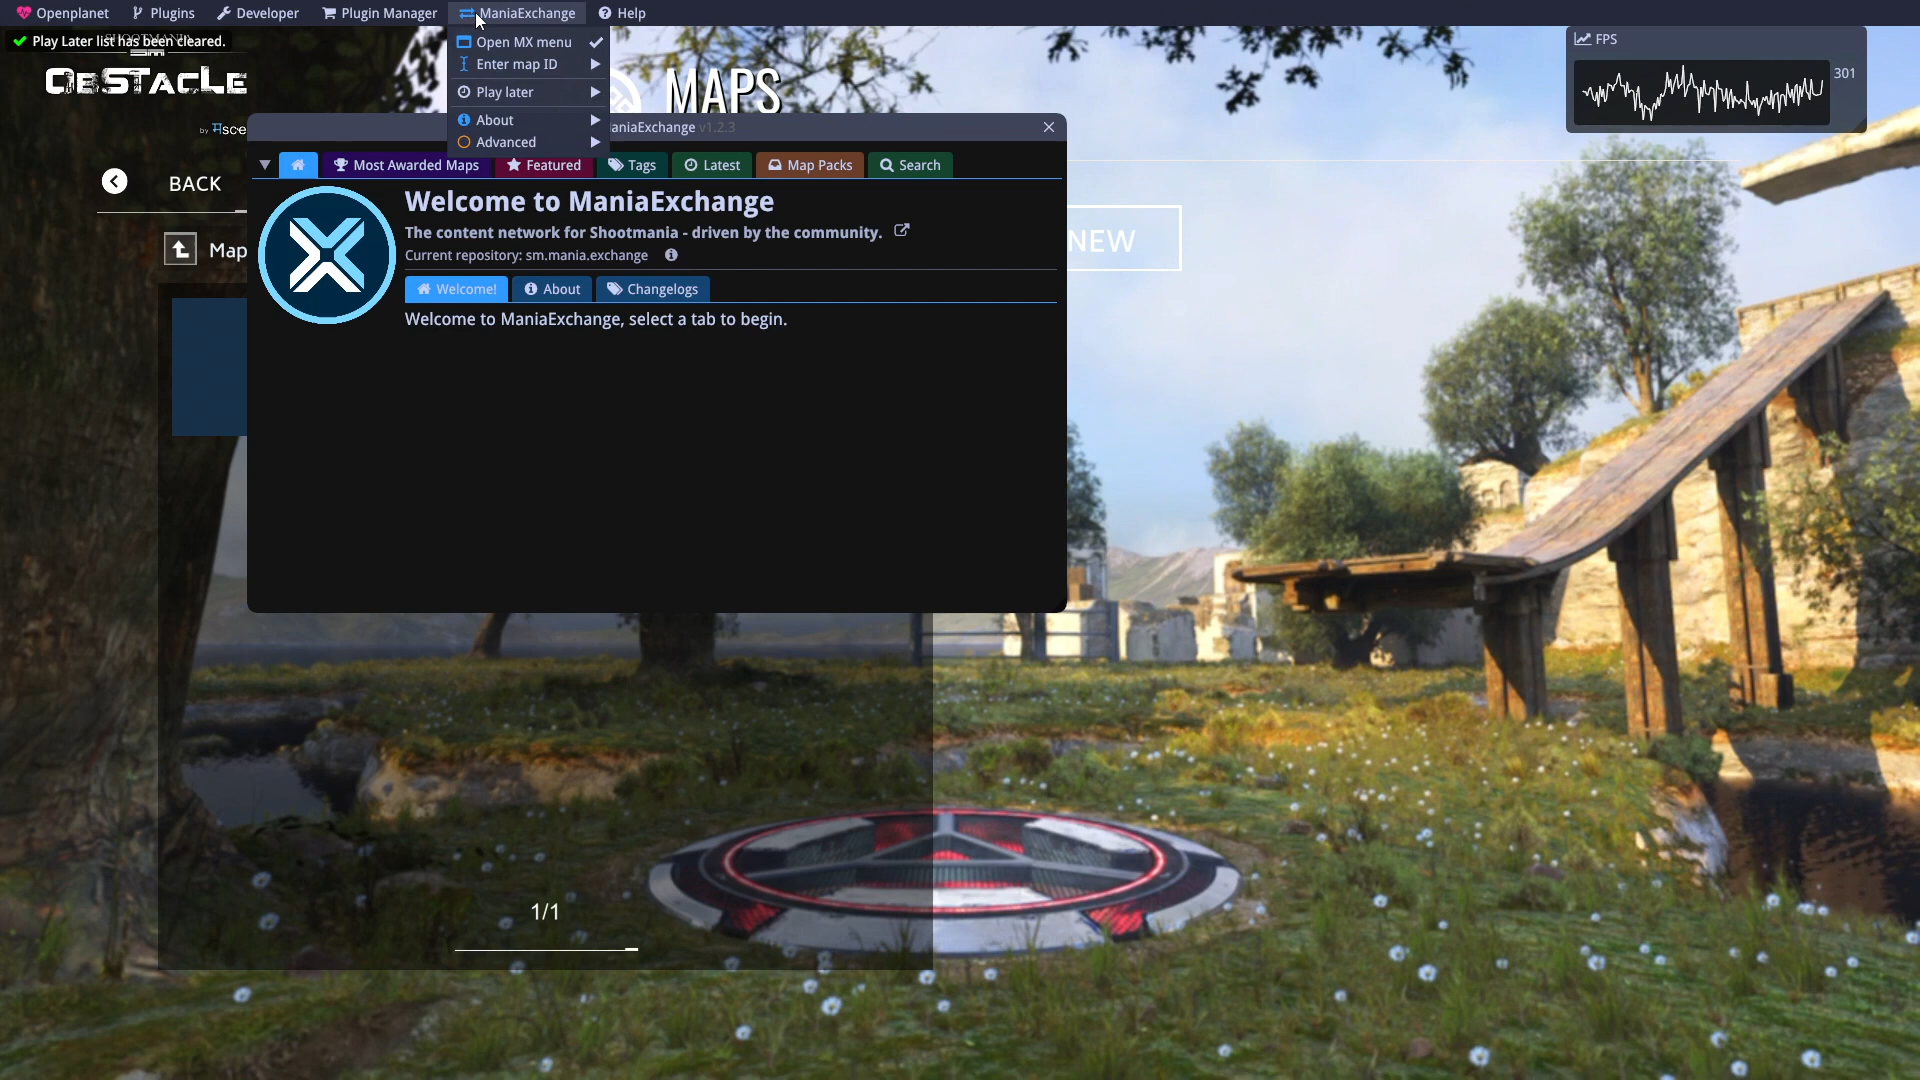 Openplanet Plugins Developer Plugin Manager ManiaExchange Help
Play Later list has been cleared.
OBSTACLE
by Asce
Open MX menu
Enter map ID
Play later
About
Advanced
MAPS
FPS
301
aniaExchange v1.2.3
Most Awarded Maps Featured Tags Latest Map Packs Search
BACK
Welcome to ManiaExchange
The content network for Shootmania - driven by the community.
Current repository: sm.mania.exchange
NEW
Map
Welcome! About Changelogs
Welcome to ManiaExchange, select a tab to begin.
1/1